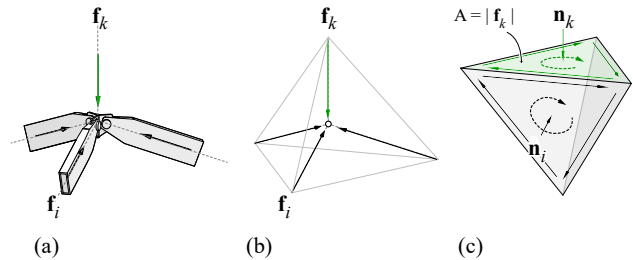 f_k
f_i
(a)
f_k
f_i
(b)
A = | f_k |
n_k
n_i
(c)